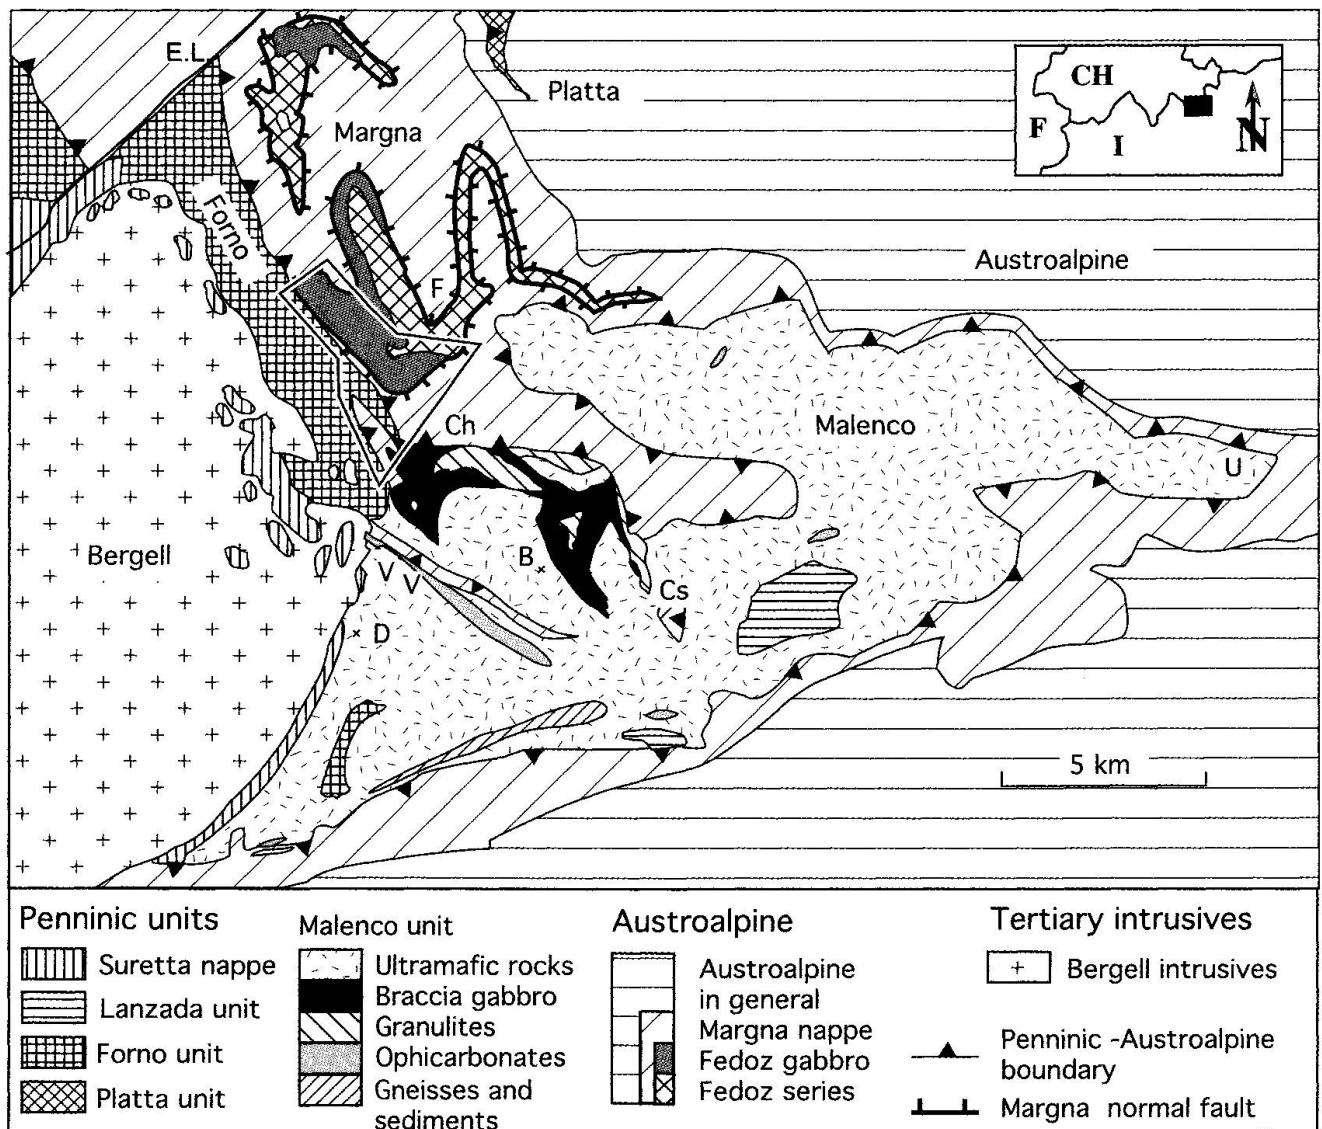 E.L.
Platta
CH
F
I
N
Margna
Forno
Austroalpine
F
Ch
Malenco
U
Bergell
B
V V
Cs
D
5 km
Penninic units
Suretta nappe
Lanzada unit
Forno unit
Platta unit
Malenco unit
Ultramafic rocks
Braccia gabbro
Granulites
Ophicarbonates
Gneisses and
sediments
Austroalpine
Austroalpine
in general
Margna nappe
Fedoz gabbro
Fedoz series
Tertiary intrusives
Bergell intrusives
Penninic -Austroalpine
boundary
Margna normal fault